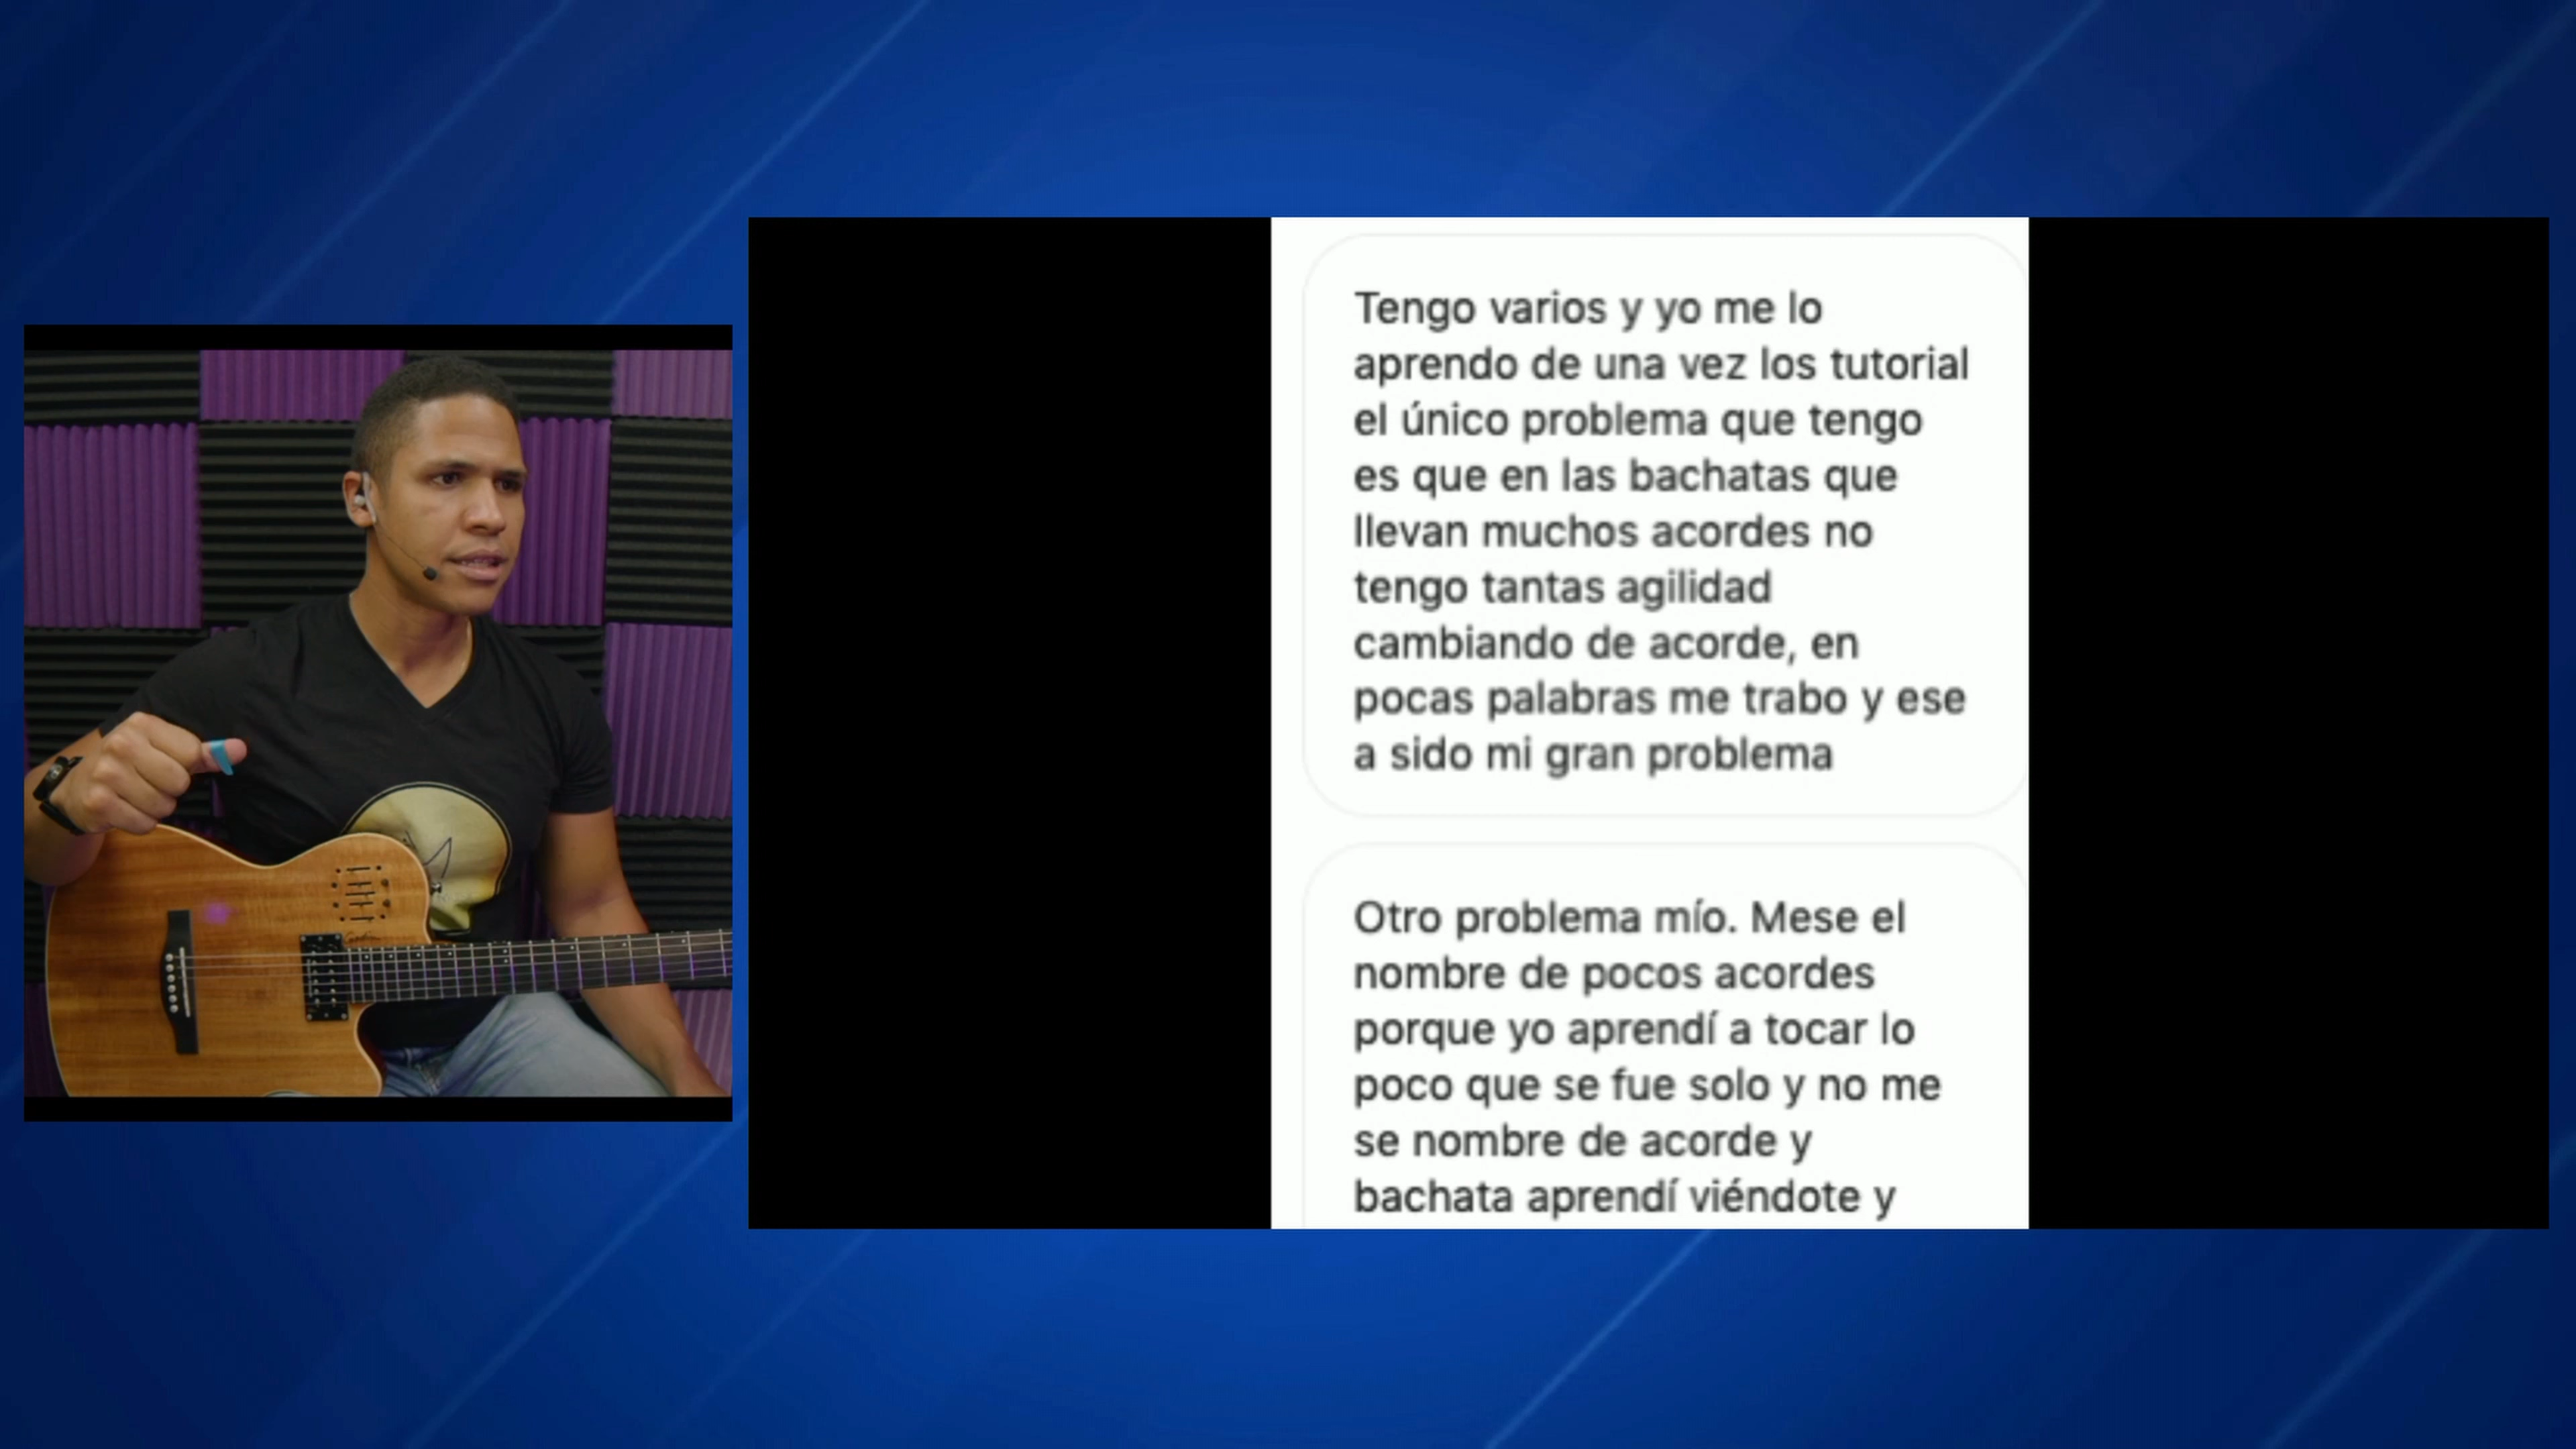 Tengo varios y yo me lo
aprendo de una vez los tutorial
el único problema que tengo
es que en las bachatas que
llevan muchos acordes no
tengo tantas agilidad
cambiando de acorde, en
pocas palabras me trabo y ese
a sido mi gran problema
Otro problema mío. Mese el
nombre de pocos acordes
porque yo aprendí a tocar lo
poco que se fue solo y no me
se nombre de acorde y
bachata aprendí viéndote y